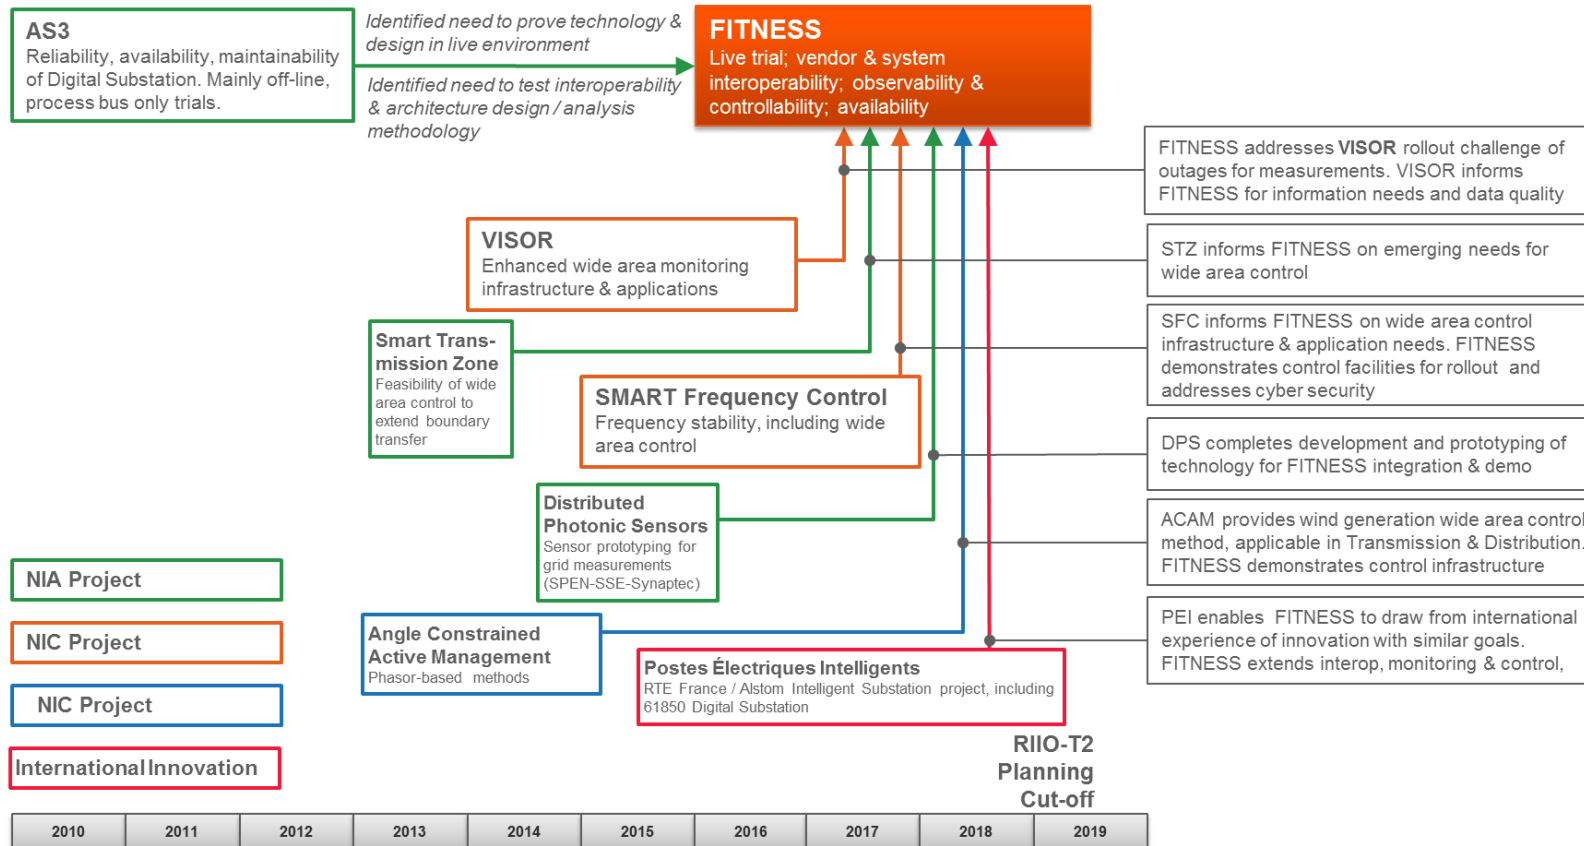 AS3
Reliability, availability, maintainability
of Digital Substation. Mainly off-line,
process bus only trials.
Identified need to prove technology &
design in live environment
Identified need to test interoperability
& architecture design / analysis
methodology
FITNESS
Live trial; vendor & system
interoperability; observability &
controllability; availability
FITNESS addresses VISOR rollout challenge of
outages for measurements. VISOR informs
FITNESS for information needs and data quality
VISOR
Enhanced wide area monitoring
infrastructure & applications
STZ informs FITNESS on emerging needs for
wide area control
Smart Trans-
mission Zone
Feasibility of wide
area control to
extend boundary
transfer
SFC informs FITNESS on wide area control
infrastructure & application needs. FITNESS
demonstrates control facilities for rollout and
addresses cyber security
SMART Frequency Control
Frequency stability, including wide
area control
DPS completes development and prototyping of
technology for FITNESS integration & demo
Distributed
Photonic Sensors
Sensor prototyping for
grid measurements
(SPEN-SSE-Synaptec)
ACAM provides wind generation wide area control
method, applicable in Transmission & Distribution.
FITNESS demonstrates control infrastructure
Angle Constrained
Active Management
Phasor-based methods
PEI enables FITNESS to draw from international
experience of innovation with similar goals.
FITNESS extends interop, monitoring & control,
Postes Électriques Intelligents
RTE France / Alstom Intelligent Substation project, including
61850 Digital Substation
NIA Project
NIC Project
NIC Project
International Innovation
RIIO-T2
Planning
Cut-off
2010 2011 2012 2013 2014 2015 2016 2017 2018 2019